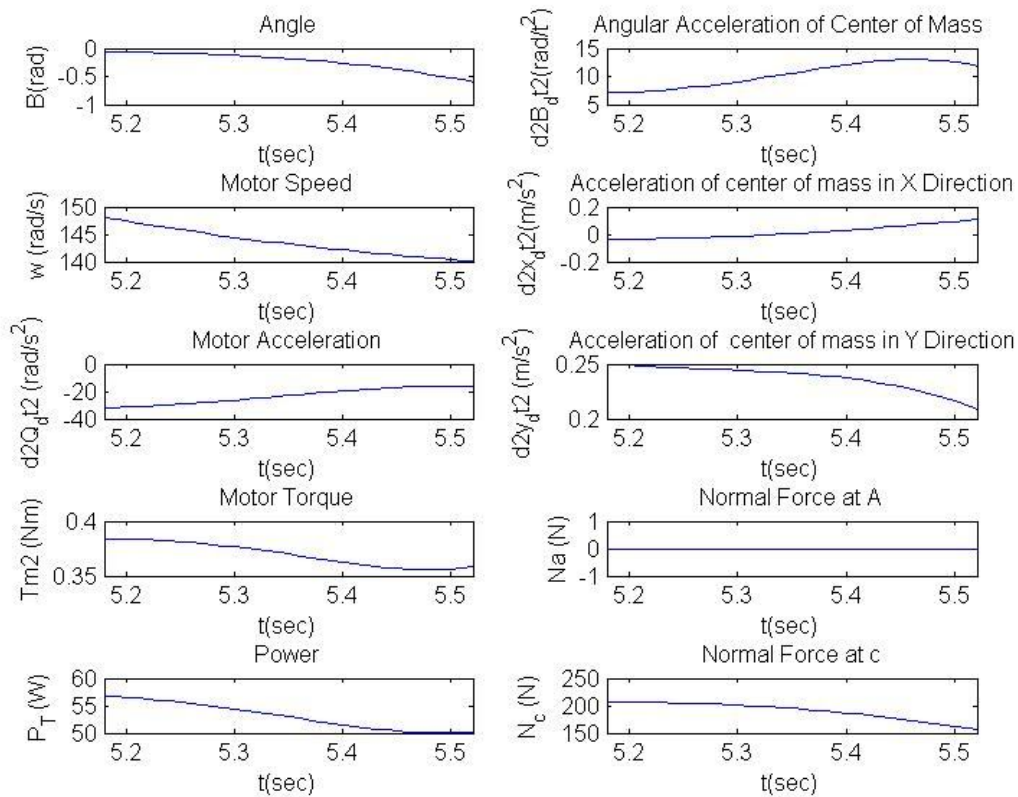 Angle
B(rad)
0
-0.5
-1
5.2 5.3 5.4 5.5
t(sec)
Angular Acceleration of Center of Mass
d2B_dt2(rad/t²)
15
10
5
5.2 5.3 5.4 5.5
t(sec)
Motor Speed
w (rad/s)
150
145
140
5.2 5.3 5.4 5.5
t(sec)
Acceleration of center of mass in X Direction
d2x_dt2(m/s²)
0.2
0
-0.2
5.2 5.3 5.4 5.5
t(sec)
Motor Acceleration
d2Q_dt2 (rad/s²)
0
-20
-40
5.2 5.3 5.4 5.5
t(sec)
Acceleration of center of mass in Y Direction
d2y_dt2 (m/s²)
0.25
0.2
5.2 5.3 5.4 5.5
t(sec)
Motor Torque
Tm2 (Nm)
0.4
0.35
5.2 5.3 5.4 5.5
t(sec)
Normal Force at A
Na (N)
1
0
-1
5.2 5.3 5.4 5.5
t(sec)
Power
P_T (W)
60
55
50
5.2 5.3 5.4 5.5
t(sec)
Normal Force at c
N_c (N)
250
200
150
5.2 5.3 5.4 5.5
t(sec)